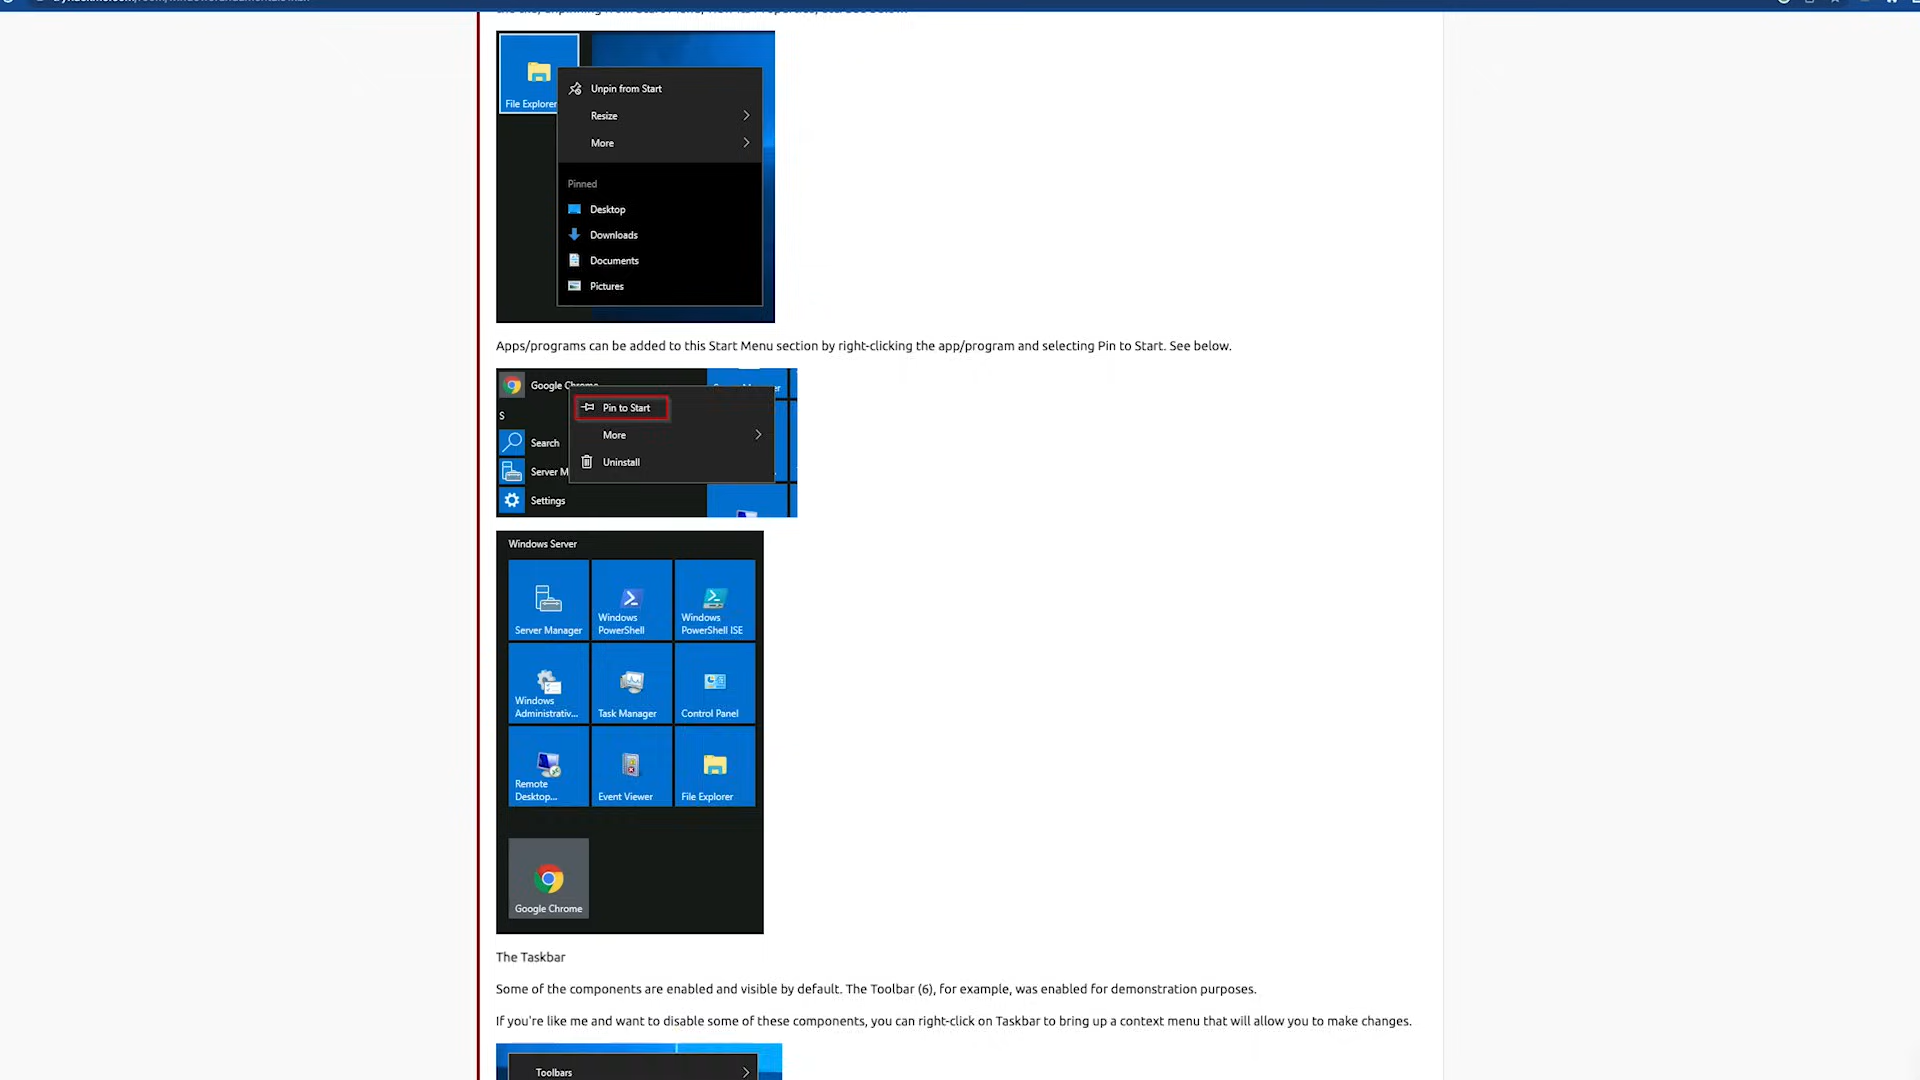 File Explorer
Unpin from Start
Resize
More
Pinned
Desktop
Downloads
Documents
Pictures
Apps/programs can be added to this Start Menu section by right-clicking the app/program and selecting Pin to Start. See below.
Google Chrome
Pin to Start
S
More
Search
Uninstall
Server M
Settings
Windows Server
Server Manager
Windows PowerShell
Windows PowerShell ISE
Windows Administrativ...
Task Manager
Control Panel
Remote Desktop...
Event Viewer
File Explorer
Google Chrome
The Taskbar
Some of the components are enabled and visible by default. The Toolbar (6), for example, was enabled for demonstration purposes.
If you're like me and want to disable some of these components, you can right-click on Taskbar to bring up a context menu that will allow you to make changes.
Toolbars